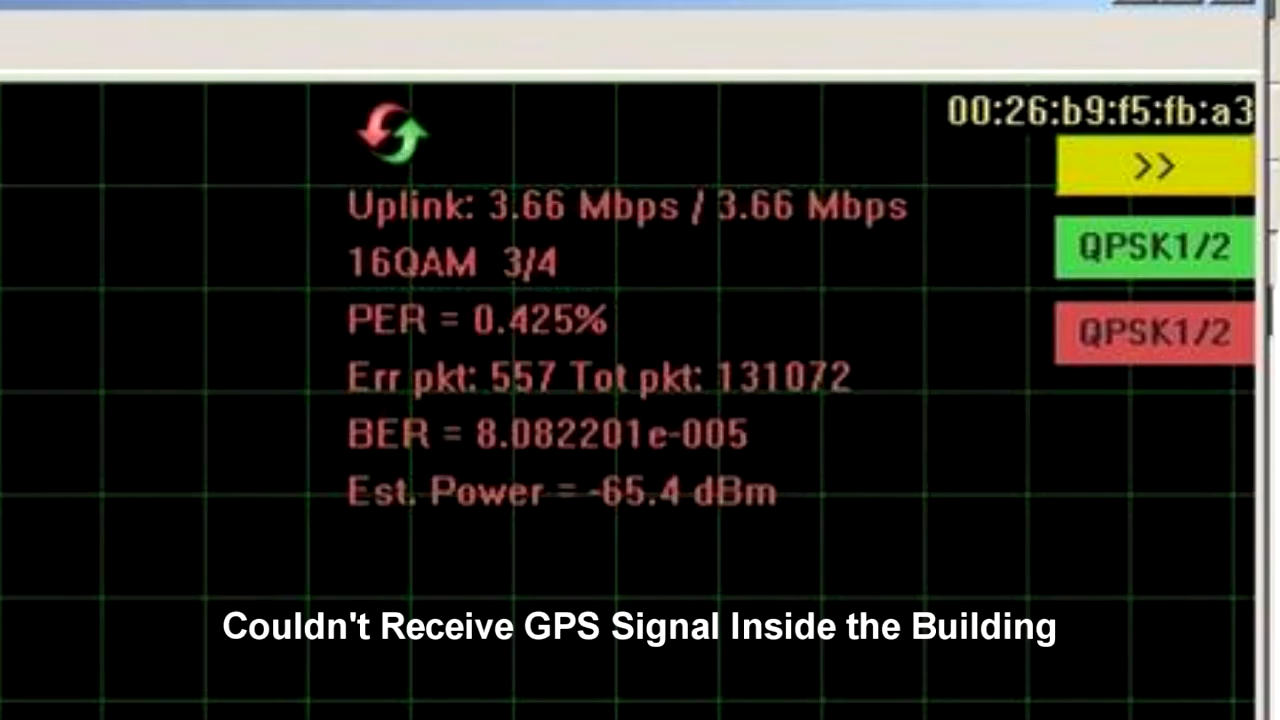 00:26:b9:f5:fb:a3
>>
Uplink: 3.66 Mbps / 3.66 Mbps
QPSK1/2
16QAM 3/4
PER = 0.425%
QPSK1/2
Err pkt: 557 Tot pkt: 131072
BER = 8.082201e-005
Est. Power = -65.4 dBm
Couldn't Receive GPS Signal Inside the Building